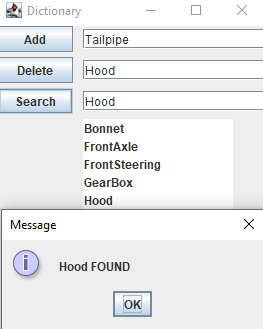 Dictionary
Add
Tailpipe
Delete
Hood
Search
Hood
Bonnet
FrontAxle
FrontSteering
GearBox
Hood
Message
Hood FOUND
OK